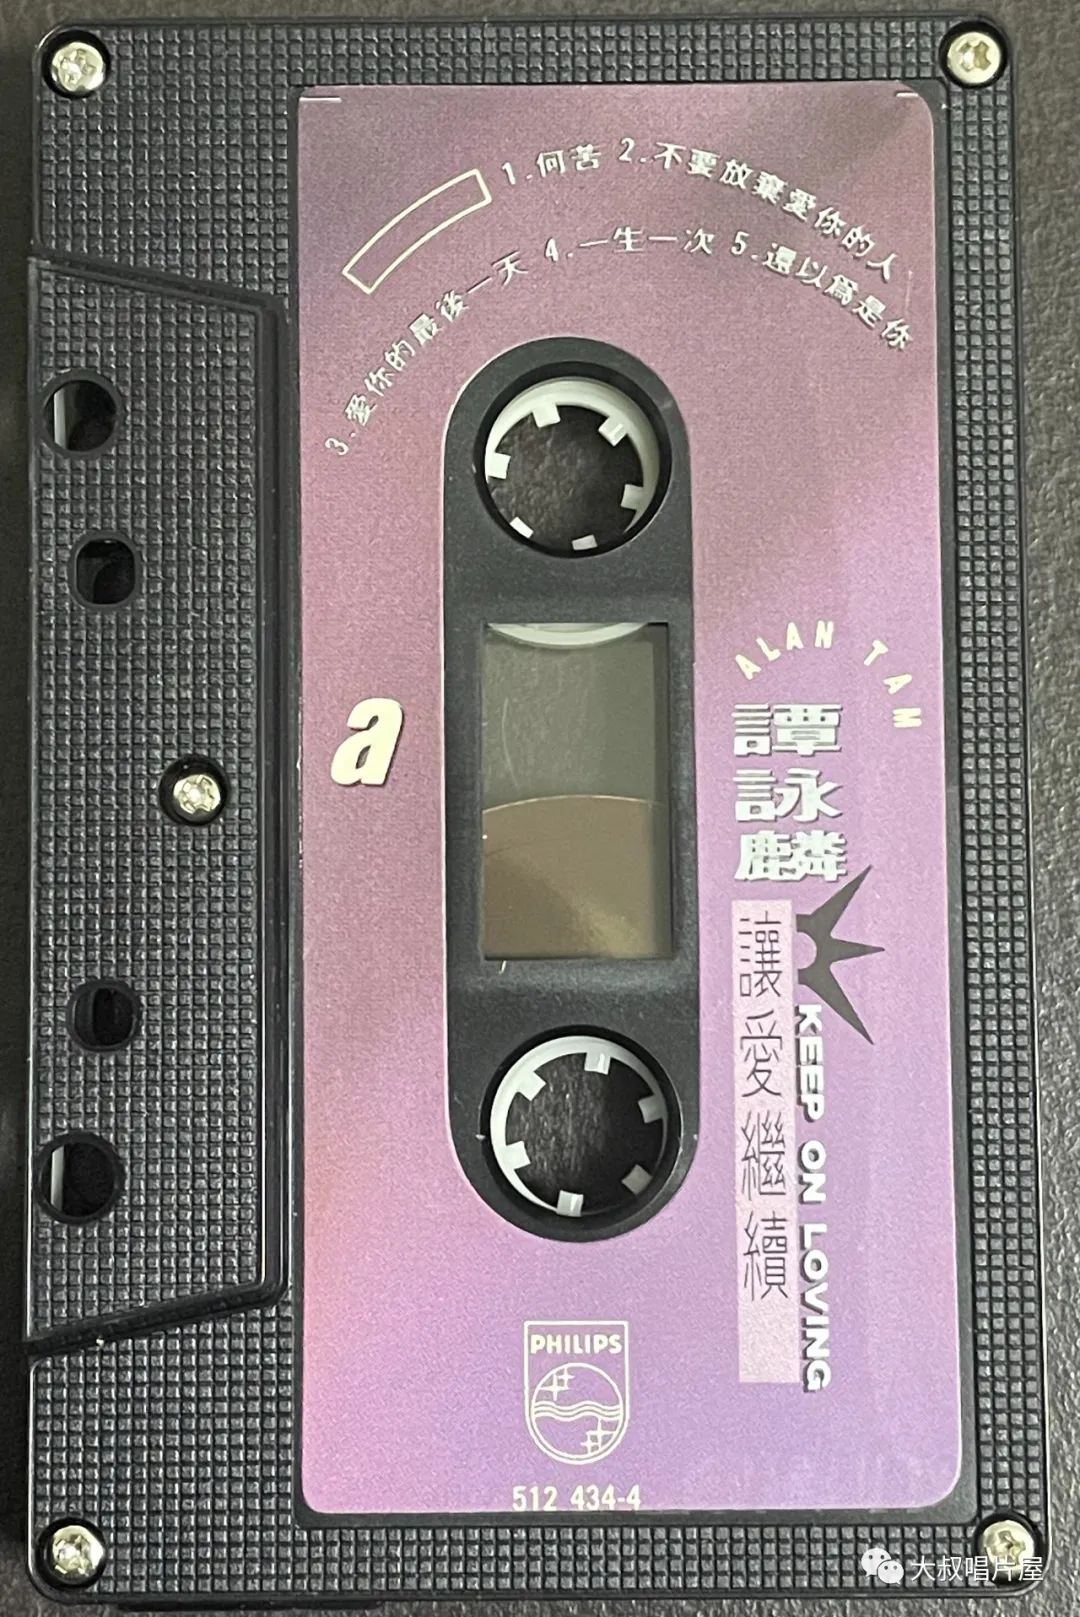 1.何苦 2.不要放棄愛你的人
3.愛你的最後一天 4.一生一次 5.還以為是你
a
ALAN TAM
譚詠麟
讓愛繼續
KEEP ON LOVING
PHILIPS
512 434-4
大叔唱片屋